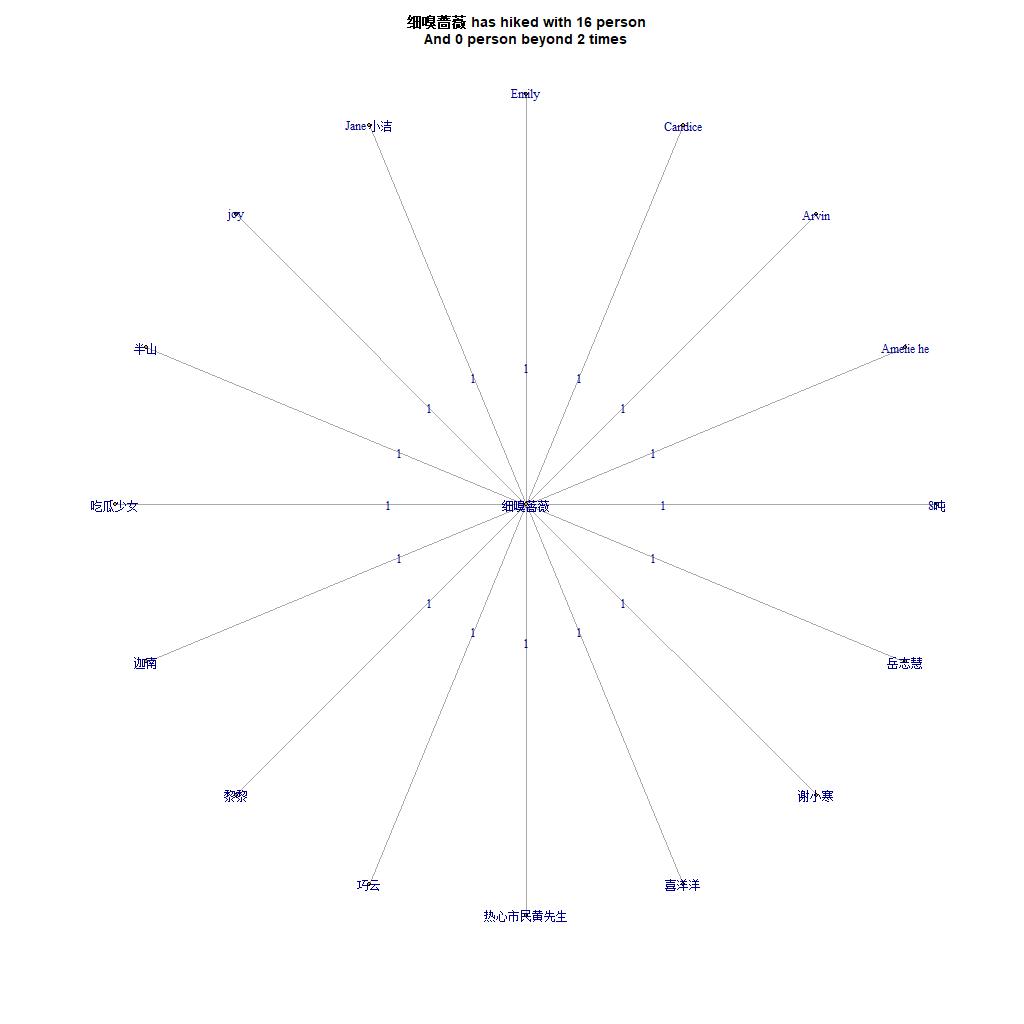 细嗅蔷薇 has hiked with 16 person
And 0 person beyond 2 times
Emily
Jane小洁
Candice
joy
Arvin
半山
Amelie he
1
1
1
1
1
1
1
吃瓜少女
1
细嗅蔷薇
1
8吨
1
1
1
1
1
1
1
迦南
岳志慧
黎黎
谢小寒
巧云
喜洋洋
热心市民黄先生